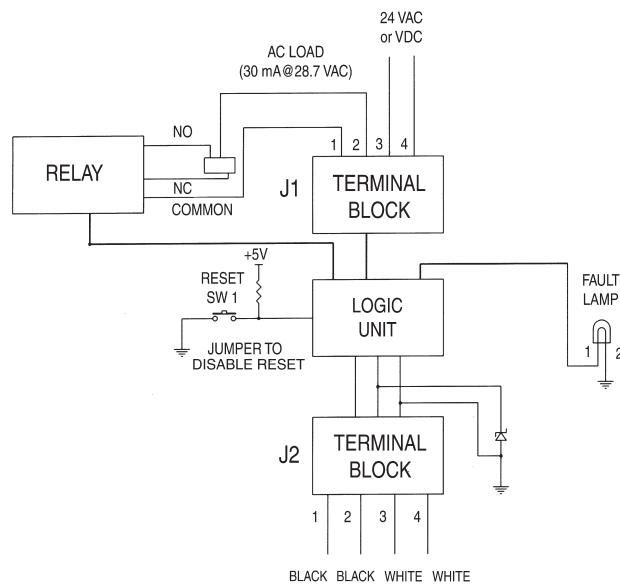 24 VAC
or VDC
AC LOAD
(30 mA@28.7 VAC)
NO
1 2 3 4
RELAY
NC
COMMON
J1
TERMINAL
BLOCK
+5V
RESET
SW 1
JUMPER TO
DISABLE RESET
LOGIC
UNIT
FAULT
LAMP
1 2
J2
TERMINAL
BLOCK
1 2 3 4
BLACK BLACK WHITE WHITE